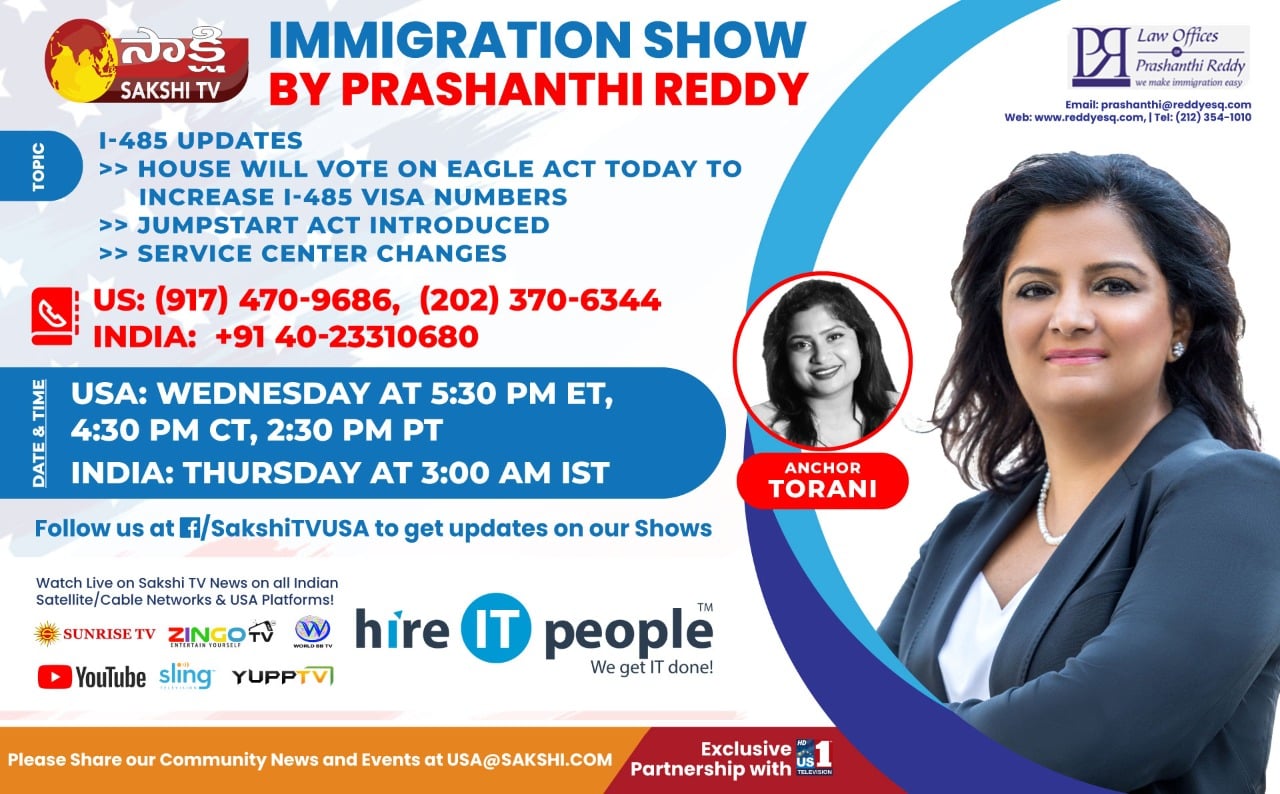 సాక్షి
SAKSHI TV
IMMIGRATION SHOW
BY PRASHANTHI REDDY
PR Law Offices
OF
Prashanthi Reddy
we make immigration easy
Email: prashanthi@reddyesq.com
Web: www.reddyesq.com, | Tel: (212) 354-1010
TOPIC
I-485 UPDATES
>> HOUSE WILL VOTE ON EAGLE ACT TODAY TO
INCREASE I-485 VISA NUMBERS
>> JUMPSTART ACT INTRODUCED
>> SERVICE CENTER CHANGES
US: (917) 470-9686, (202) 370-6344
INDIA: +91 40-23310680
DATE & TIME
USA: WEDNESDAY AT 5:30 PM ET,
4:30 PM CT, 2:30 PM PT
INDIA: THURSDAY AT 3:00 AM IST
ANCHOR
TORANI
Follow us at f/SakshiTVUSA to get updates on our Shows
Watch Live on Sakshi TV News on all Indian
Satellite/Cable Networks & USA Platforms!
SUNRISE TV
ZINGO TV
ENTERTAIN YOURSELF
W
WORLD BB TV
YouTube
sling
TELEVISION
YUPPTV
hire IT people™
We get IT done!
Please Share our Community News and Events at USA@SAKSHI.COM
Exclusive
Partnership with
HD
US 1
TELEVISION